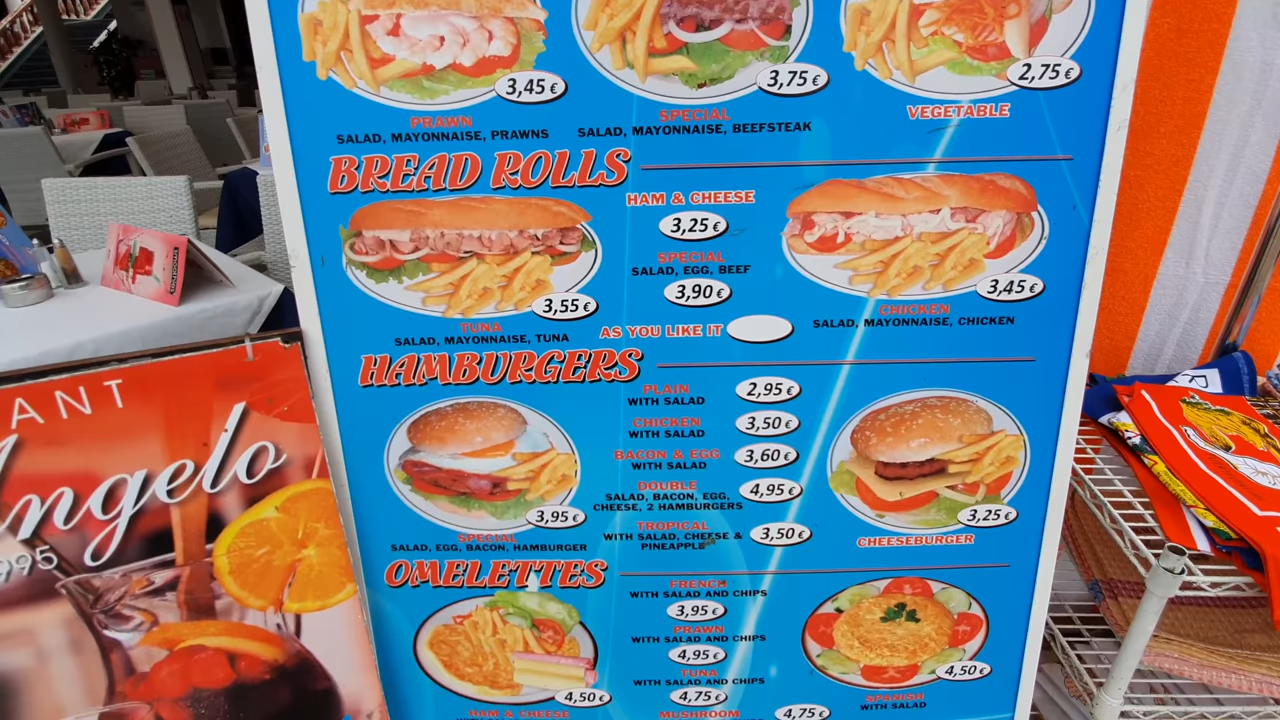 3,45 €
3,75 €
2,75 €
PRAWN
SALAD, MAYONNAISE, PRAWNS
SPECIAL
SALAD, MAYONNAISE, BEEFSTEAK
VEGETABLE
BREAD ROLLS
3,55 €
TUNA
SALAD, MAYONNAISE, TUNA
HAM & CHEESE
3,25 €
SPECIAL
SALAD, EGG, BEEF
3,90 €
AS YOU LIKE IT
3,45 €
CHICKEN
SALAD, MAYONNAISE, CHICKEN
HAMBURGERS
3,95 €
SPECIAL
SALAD, EGG, BACON, HAMBURGER
PLAIN
WITH SALAD
2,95 €
CHICKEN
WITH SALAD
3,50 €
BACON & EGG
WITH SALAD
3,60 €
DOUBLE
SALAD, BACON, EGG,
CHEESE, 2 HAMBURGERS
4,95 €
TROPICAL
WITH SALAD, CHEESE &
PINEAPPLE
3,50 €
3,25 €
CHEESEBURGER
OMELETTES
4,50 €
HAM & CHEESE
FRENCH
WITH SALAD AND CHIPS
3,95 €
PRAWN
WITH SALAD AND CHIPS
4,95 €
TUNA
WITH SALAD AND CHIPS
4,75 €
MUSHROOM
4,75 €
4,50 €
SPANISH
WITH SALAD
ANT
Angelo
995